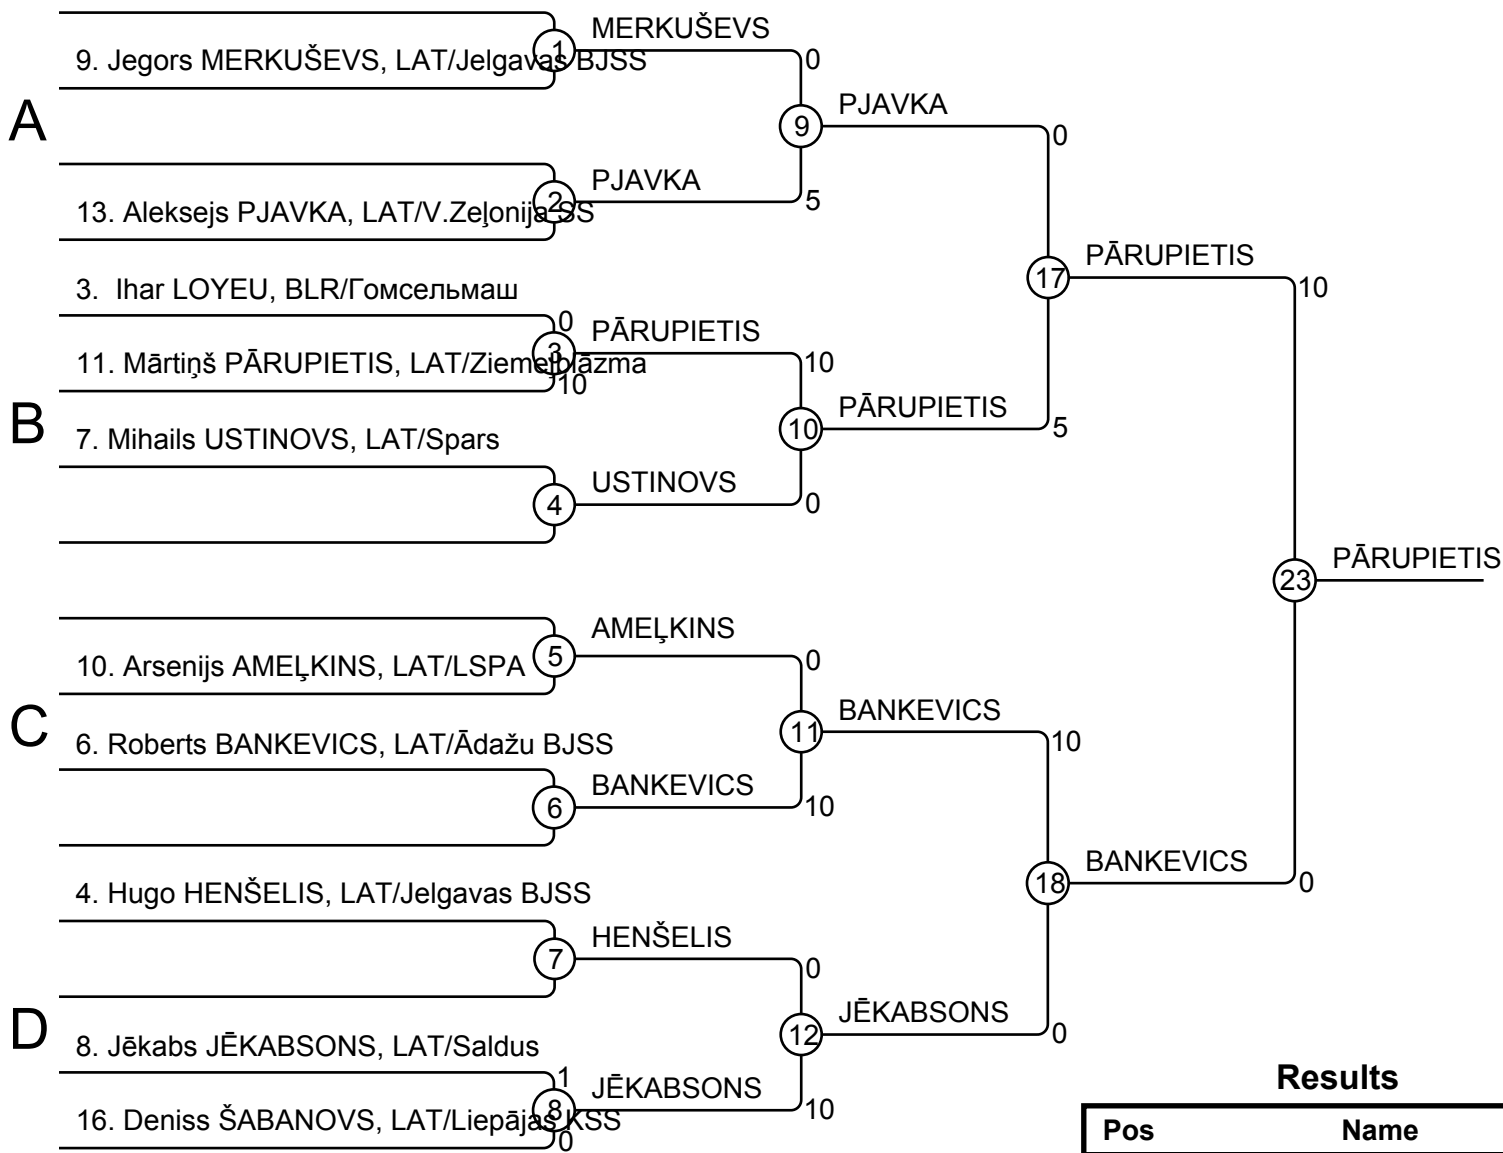 MERKUŠEVS
9. Jegors MERKUŠEVS, LAT/Jelgavas BJSS
1
0
A
9
PJAVKA
0
13. Aleksejs PJAVKA, LAT/V.Zeļonija SS
2
PJAVKA
5
PĀRUPIETIS
3. Ihar LOYEU, BLR/Гомсельмаш
17
10
0
11. Mārtiņš PĀRUPIETIS, LAT/Ziemeļblāzma
3
10
PĀRUPIETIS
10
B
7. Mihails USTINOVS, LAT/Spars
10
PĀRUPIETIS
5
4
USTINOVS
0
23
PĀRUPIETIS
10. Arsenijs AMEĻKINS, LAT/LSPA
5
AMEĻKINS
0
C
6. Roberts BANKEVICS, LAT/Ādažu BJSS
11
BANKEVICS
10
6
BANKEVICS
10
4. Hugo HENŠELIS, LAT/Jelgavas BJSS
18
BANKEVICS
0
7
HENŠELIS
0
D
8. Jēkabs JĒKABSONS, LAT/Saldus
12
JĒKABSONS
0
1
16. Deniss ŠABANOVS, LAT/Liepājas KSS
8
0
JĒKABSONS
10
Results
Pos Name